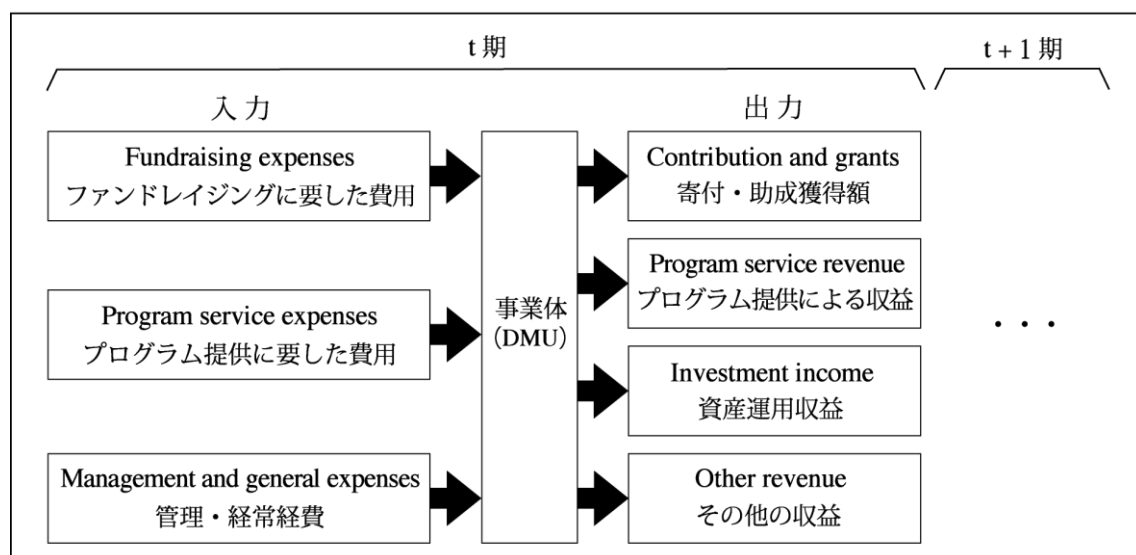 t 期
t + 1 期
入 力
出 力
Fundraising expenses
ファンドレイジングに要した費用
Program service expenses
プログラム提供に要した費用
Management and general expenses
管理・経常経費
事業体
（DMU）
Contribution and grants
寄付・助成獲得額
Program service revenue
プログラム提供による収益
Investment income
資産運用収益
Other revenue
その他の収益
・・・